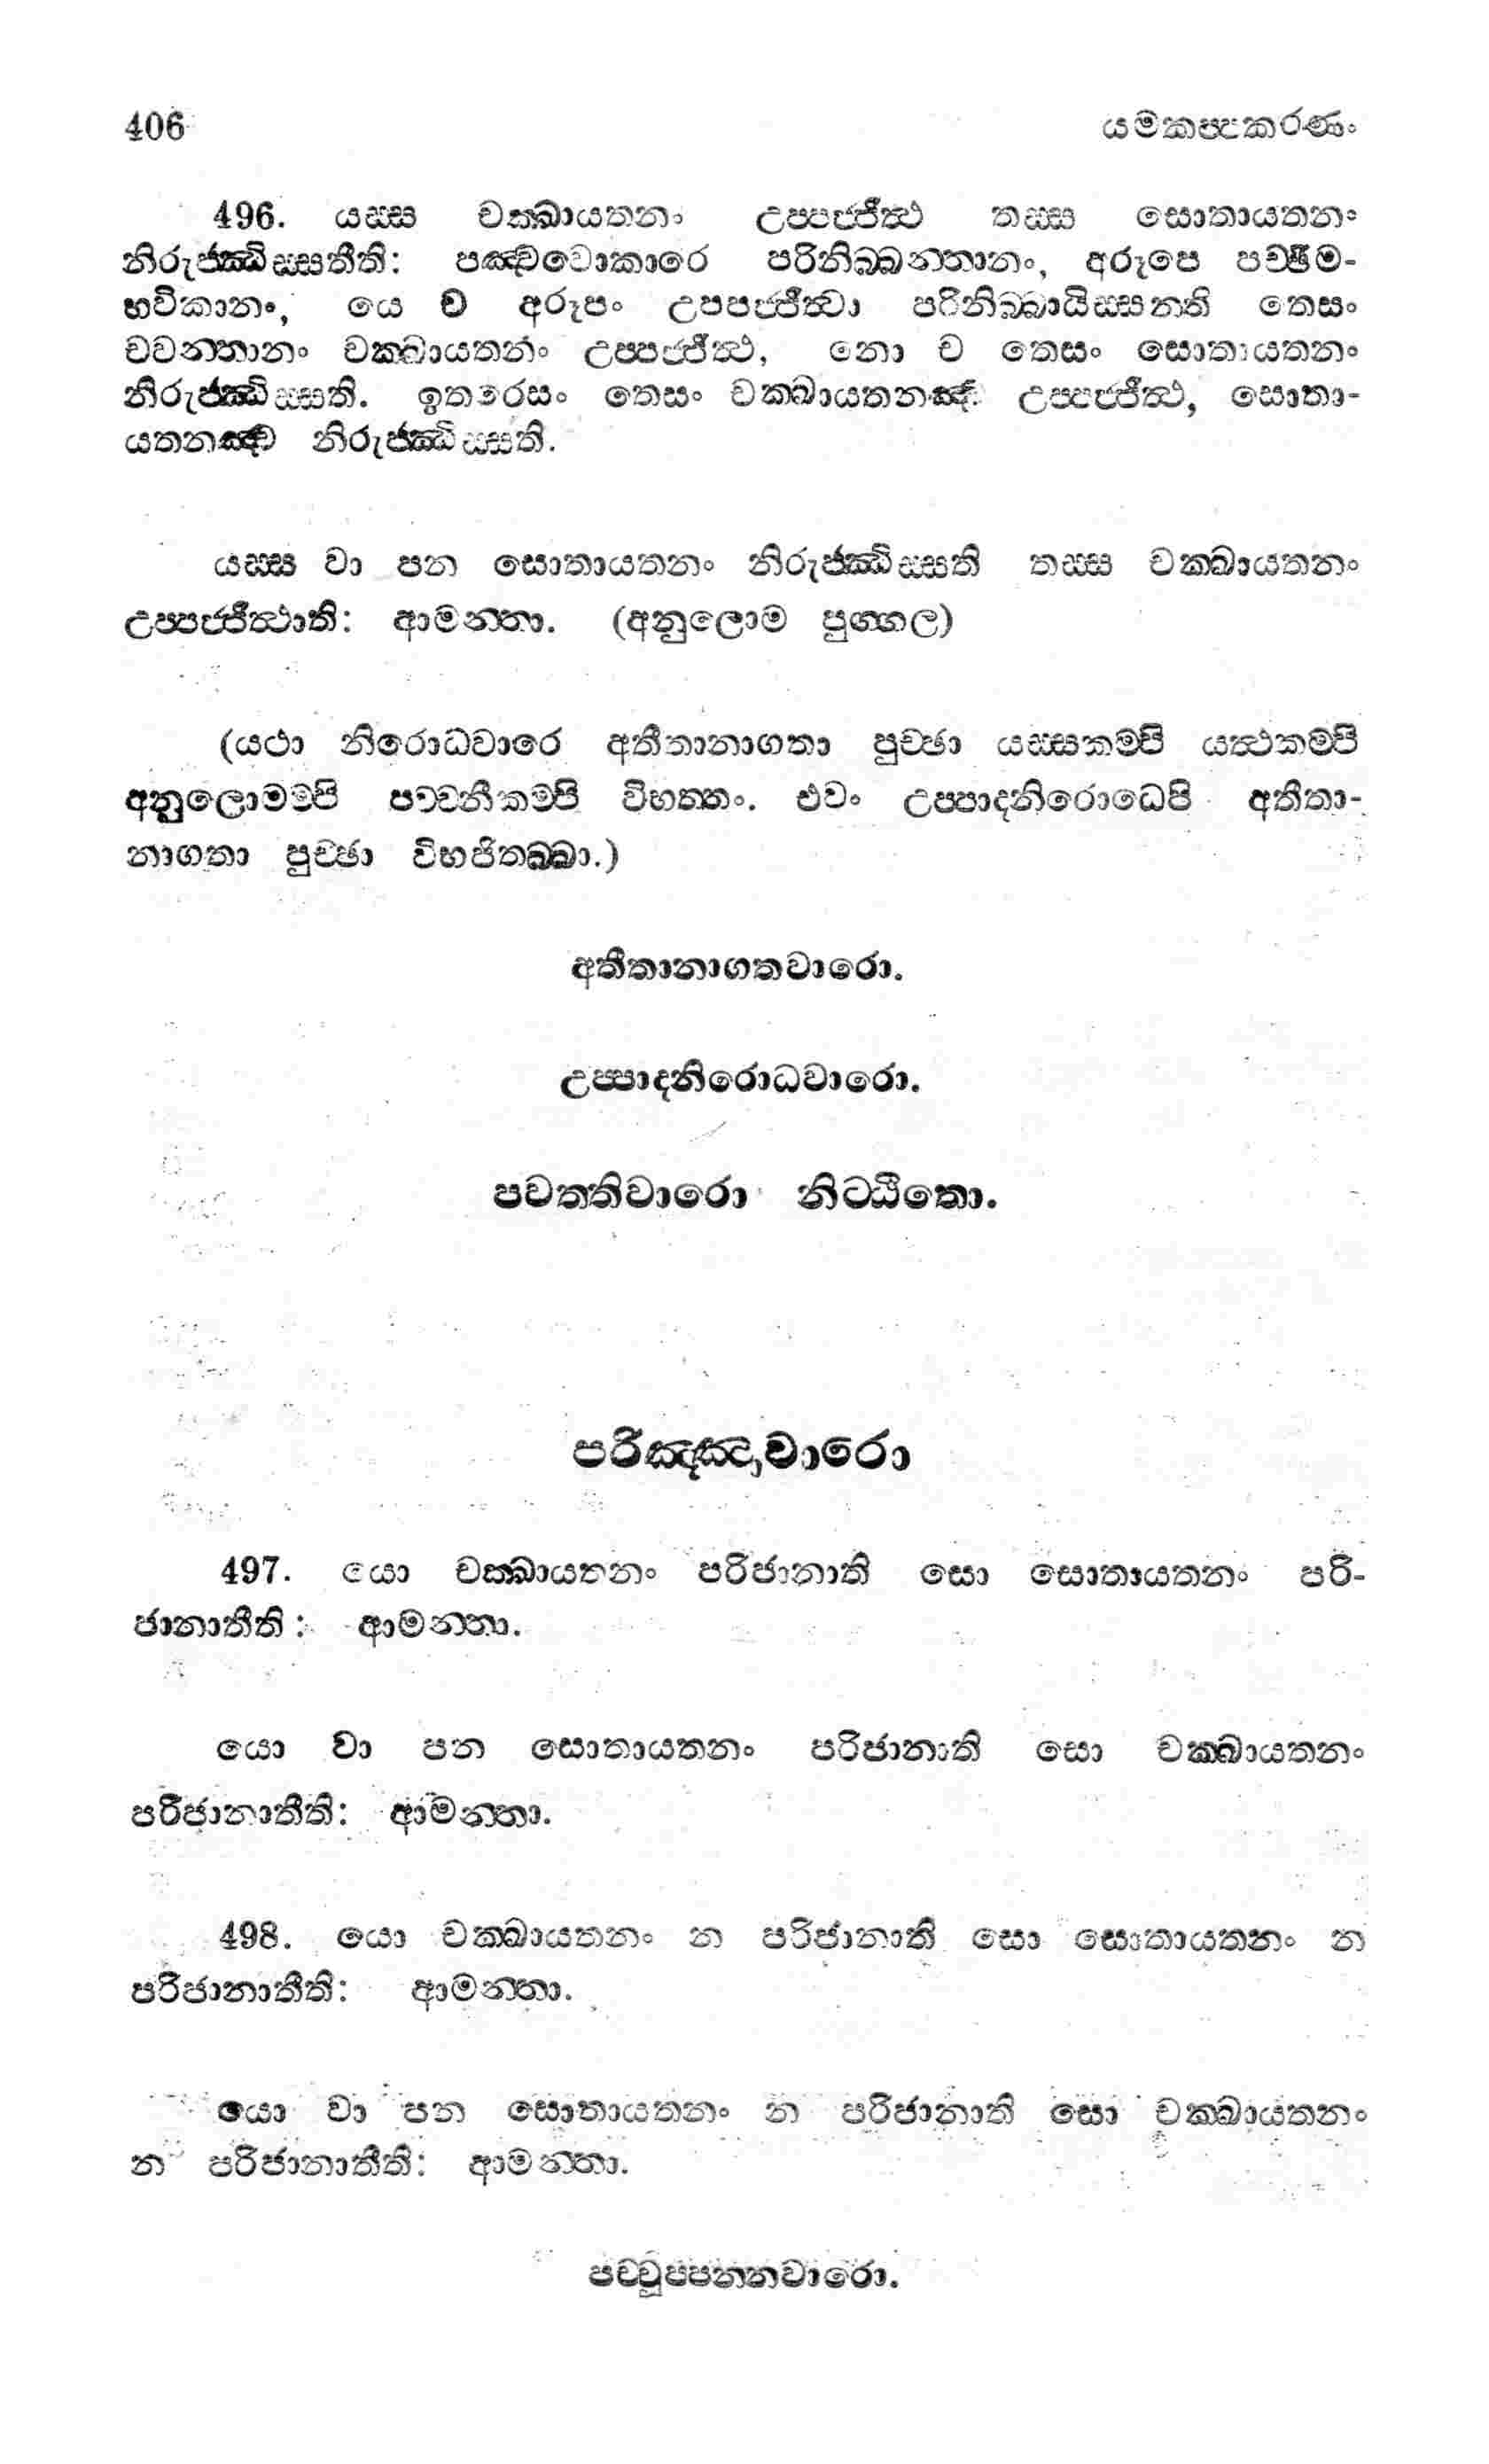 406 යමකප්පකරණං
496. යස්ස චක්ඛායතනං උප්පජ්ජිත්ථ තස්ස සොතායතනං
නිරුජ්ඣිස්සතීති: පඤ්චවොකාරෙ පරිනිබ්බන්තානං, අරූපෙ පච්ඡිම-
භවිකානං, යෙ ච අරූපං උපපජ්ජිත්වා පරිනිබ්බායිස්සන්ති තෙසං
චවන්තානං චක්ඛායතනං උප්පජ්ජිත්ථ, නො ච තෙසං සොතායතනං
නිරුජ්ඣිස්සති. ඉතරෙසං තෙසං චක්ඛායතනඤ්ච උප්පජ්ජිත්ථ, සොතා-
යතනඤ්ච නිරුජ්ඣිස්සති.
යස්ස වා පන සොතායතනං නිරුජ්ඣිස්සති තස්ස චක්ඛායතනං
උප්පජ්ජිත්ථාති: ආමන්තා. (අනුලොම පුග්ගල)
(යථා නිරොධවාරෙ අතීතානාගතා පුච්ඡා යස්සකම්පි යත්ථකම්පි
අනුලොමම්පි පච්චනීකම්පි විභත්තං. එවං උප්පාදනිරොධෙපි අතීතා-
නාගතා පුච්ඡා විභජිතබ්බා.)
අතීතානාගතවාරො.
උප්පාදනිරොධවාරො.
පවත්තිවාරො නිට්ඨිතො.
පරිඤ්ඤාවාරො
497. යො චක්ඛායතනං පරිජානාති සො සොතායතනං පරි-
ජානාතීති: ආමන්තා.
යො වා පන සොතායතනං පරිජානාති සො චක්ඛායතනං
පරිජානාතීති: ආමන්තා.
498. යො චක්ඛායතනං න පරිජානාති සො සොතායතනං න
පරිජානාතීති: ආමන්තා.
යො වා පන සොතායතනං න පරිජානාති සො චක්ඛායතනං
න පරිජානාතීති: ආමන්තා.
පච්චුප්පන්නවාරො.